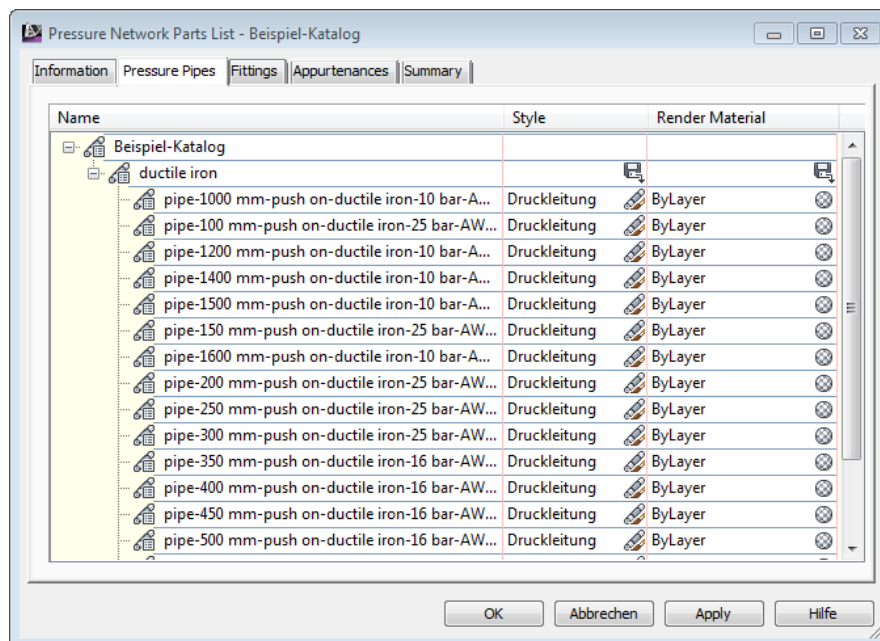 Pressure Network Parts List - Beispiel-Katalog
Information Pressure Pipes Fittings Appurtenances Summary
Name Style Render Material
Beispiel-Katalog
ductile iron
pipe-1000 mm-push on-ductile iron-10 bar-A... Druckleitung ByLayer
pipe-100 mm-push on-ductile iron-25 bar-AW... Druckleitung ByLayer
pipe-1200 mm-push on-ductile iron-10 bar-A... Druckleitung ByLayer
pipe-1400 mm-push on-ductile iron-10 bar-A... Druckleitung ByLayer
pipe-1500 mm-push on-ductile iron-10 bar-A... Druckleitung ByLayer
pipe-150 mm-push on-ductile iron-25 bar-AW... Druckleitung ByLayer
pipe-1600 mm-push on-ductile iron-10 bar-A... Druckleitung ByLayer
pipe-200 mm-push on-ductile iron-25 bar-AW... Druckleitung ByLayer
pipe-250 mm-push on-ductile iron-25 bar-AW... Druckleitung ByLayer
pipe-300 mm-push on-ductile iron-25 bar-AW... Druckleitung ByLayer
pipe-350 mm-push on-ductile iron-16 bar-AW... Druckleitung ByLayer
pipe-400 mm-push on-ductile iron-16 bar-AW... Druckleitung ByLayer
pipe-450 mm-push on-ductile iron-16 bar-AW... Druckleitung ByLayer
pipe-500 mm-push on-ductile iron-16 bar-AW... Druckleitung ByLayer
OK Abbrechen Apply Hilfe